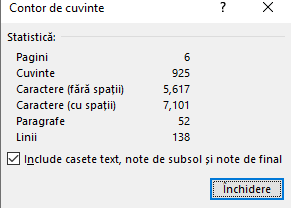 Contor de cuvinte
?
Statistică:
Pagini 6
Cuvinte 925
Caractere (fără spații) 5,617
Caractere (cu spații) 7,101
Paragrafe 52
Linii 138
Include casete text, note de subsol și note de final
Închidere